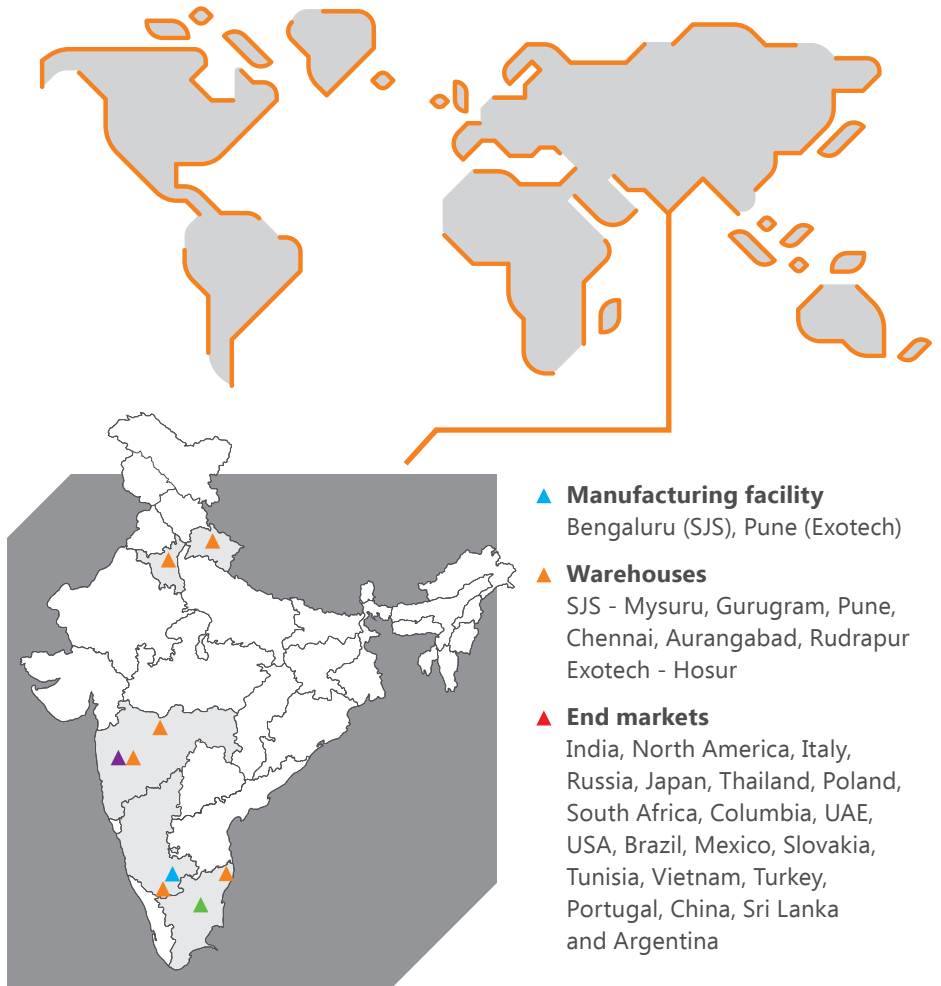 Manufacturing facility
Bengaluru (SJS), Pune (Exotech)
Warehouses
SJS - Mysuru, Gurugram, Pune,
Chennai, Aurangabad, Rudrapur
Exotech - Hosur
End markets
India, North America, Italy,
Russia, Japan, Thailand, Poland,
South Africa, Columbia, UAE,
USA, Brazil, Mexico, Slovakia,
Tunisia, Vietnam, Turkey,
Portugal, China, Sri Lanka
and Argentina